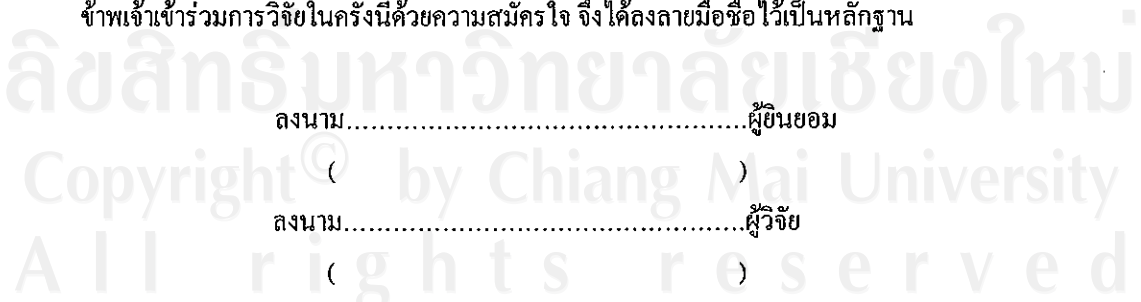 ข้าพเจ้าเข้าร่วมการวิจัยในครั้งนี้ด้วยความสมัครใจ จึงได้ลงลายมือชื่อไว้เป็นหลักฐาน
ลิขสิทธิมหาวิทยาลัยเชียงใหม่
ลงนาม..................................................ผู้ยินยอม
Copyright© by Chiang Mai University
( )
ลงนาม..................................................ผู้วิจัย
All rights reserved
( )